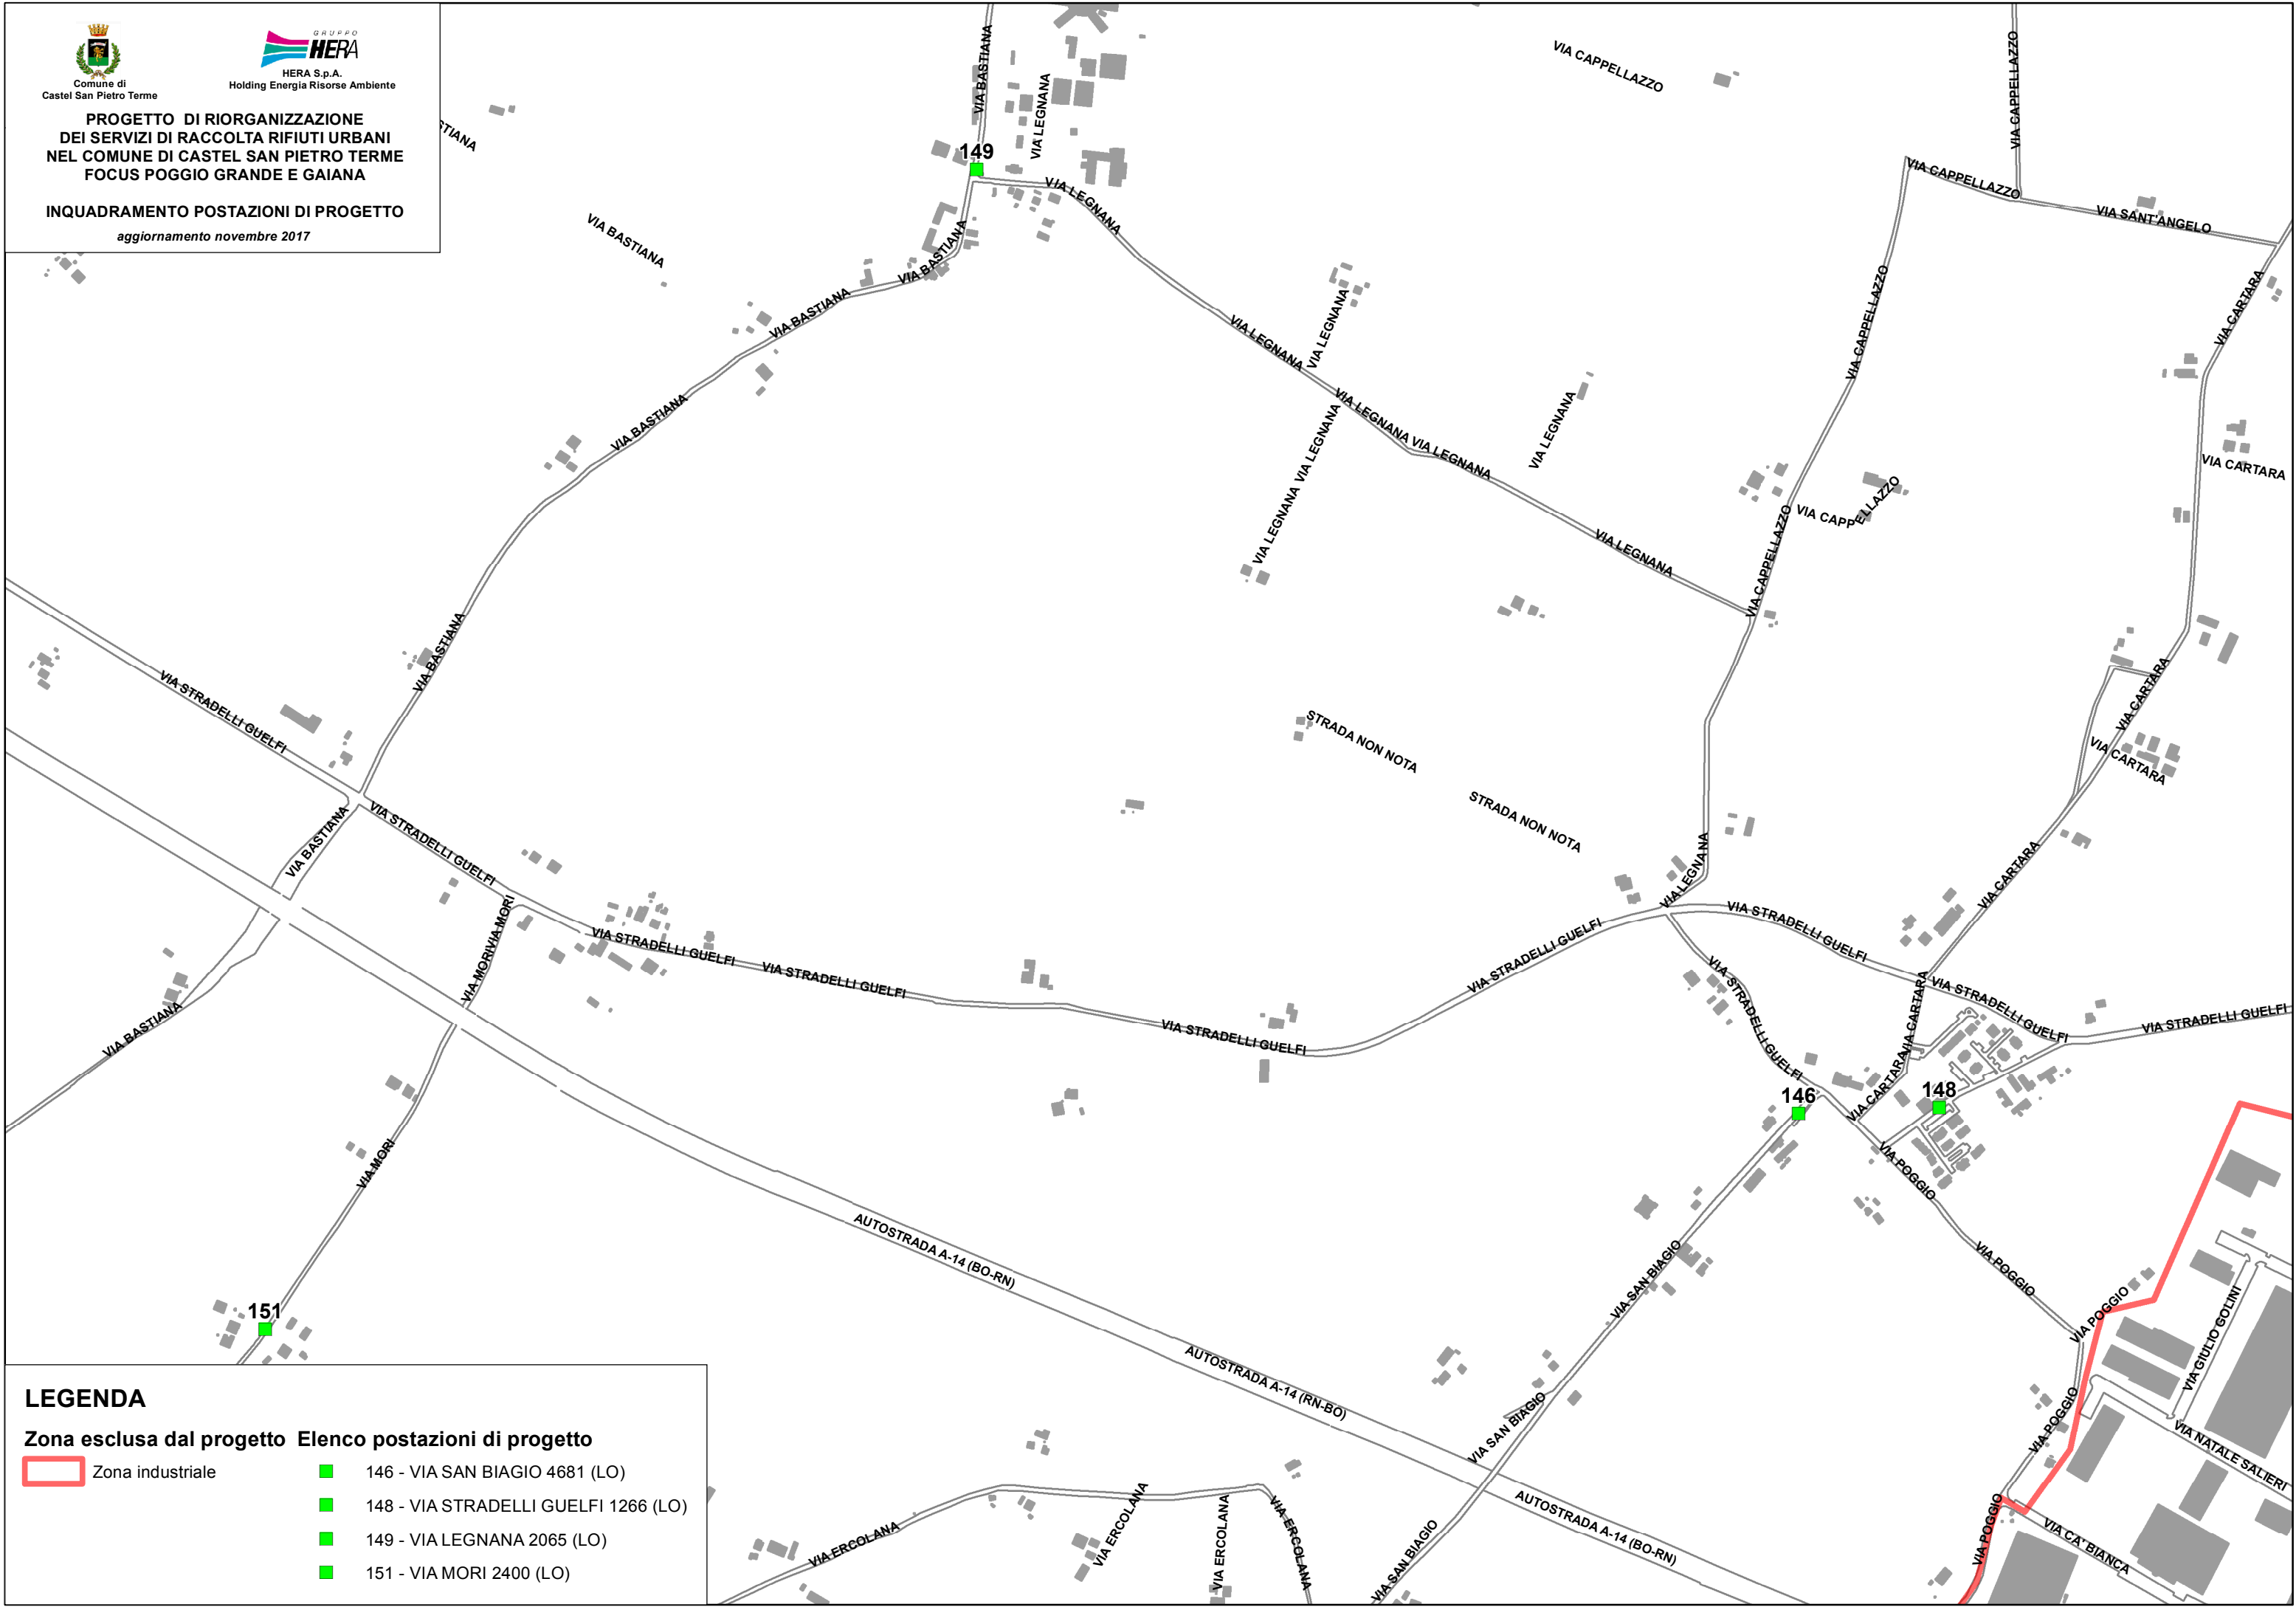 Comune di
Castel San Pietro Terme
GRUPPO
HERA
HERA S.p.A.
Holding Energia Risorse Ambiente
PROGETTO DI RIORGANIZZAZIONE
DEI SERVIZI DI RACCOLTA RIFIUTI URBANI
NEL COMUNE DI CASTEL SAN PIETRO TERME
FOCUS POGGIO GRANDE E GAIANA
INQUADRAMENTO POSTAZIONI DI PROGETTO
aggiornamento novembre 2017
STIANA
VIA BASTIANA
VIA LEGNANA
VIA CAPPELLAZZO
VIA CAPPELLAZZO
149
VIA LEGNANA
VIA CAPPELLAZZO
VIA SANT'ANGELO
VIA BASTIANA
VIA BASTIANA
VIA BASTIANA
VIA CAPPELLAZZO
VIA CARTARA
VIA LEGNANA
VIA LEGNANA
VIA BASTIANA
VIA LEGNANA VIA LEGNANA
VIA LEGNANA
VIA LEGNANA VIA LEGNANA
VIA CARTARA
VIA CAPPELLAZZO
VIA CAPPELLAZZO
VIA LEGNANA
VIA BASTIANA
VIA STRADELLI GUELFI
VIA CARTARA
VIA CARTARA
STRADA NON NOTA
STRADA NON NOTA
VIA BASTIANA
VIA STRADELLI GUELFI
VIA LEGNANA
VIA CARTARA
VIA MORIVIA MORI
VIA STRADELLI GUELFI
VIA STRADELLI GUELFI
VIA STRADELLI GUELFI
VIA STRADELLI GUELFI
VIA STRADELLI GUELFI
VIA STRADELLI GUELFI
VIA STRADELLI GUELFI
VIA STRADELLI GUELFI
VIA BASTIANA
VIA CARTARAVIA CARTARA
146
148
VIA MORI
VIA POGGIO
AUTOSTRADA A-14 (BO-RN)
VIA SAN BIAGIO
VIA POGGIO
VIA POGGIO
VIA GIULIO GOLINI
151
AUTOSTRADA A-14 (RN-BO)
VIA SAN BIAGIO
VIA POGGIO
VIA NATALE SALIERI
AUTOSTRADA A-14 (BO-RN)
VIA ERCOLANA
VIA ERCOLANA
VIA ERCOLANA
VIA ERCOLANA
VIA SAN BIAGIO
VIA POGGIO
VIA CA' BIANCA
LEGENDA
Zona esclusa dal progetto
Zona industriale
Elenco postazioni di progetto
146 - VIA SAN BIAGIO 4681 (LO)
148 - VIA STRADELLI GUELFI 1266 (LO)
149 - VIA LEGNANA 2065 (LO)
151 - VIA MORI 2400 (LO)